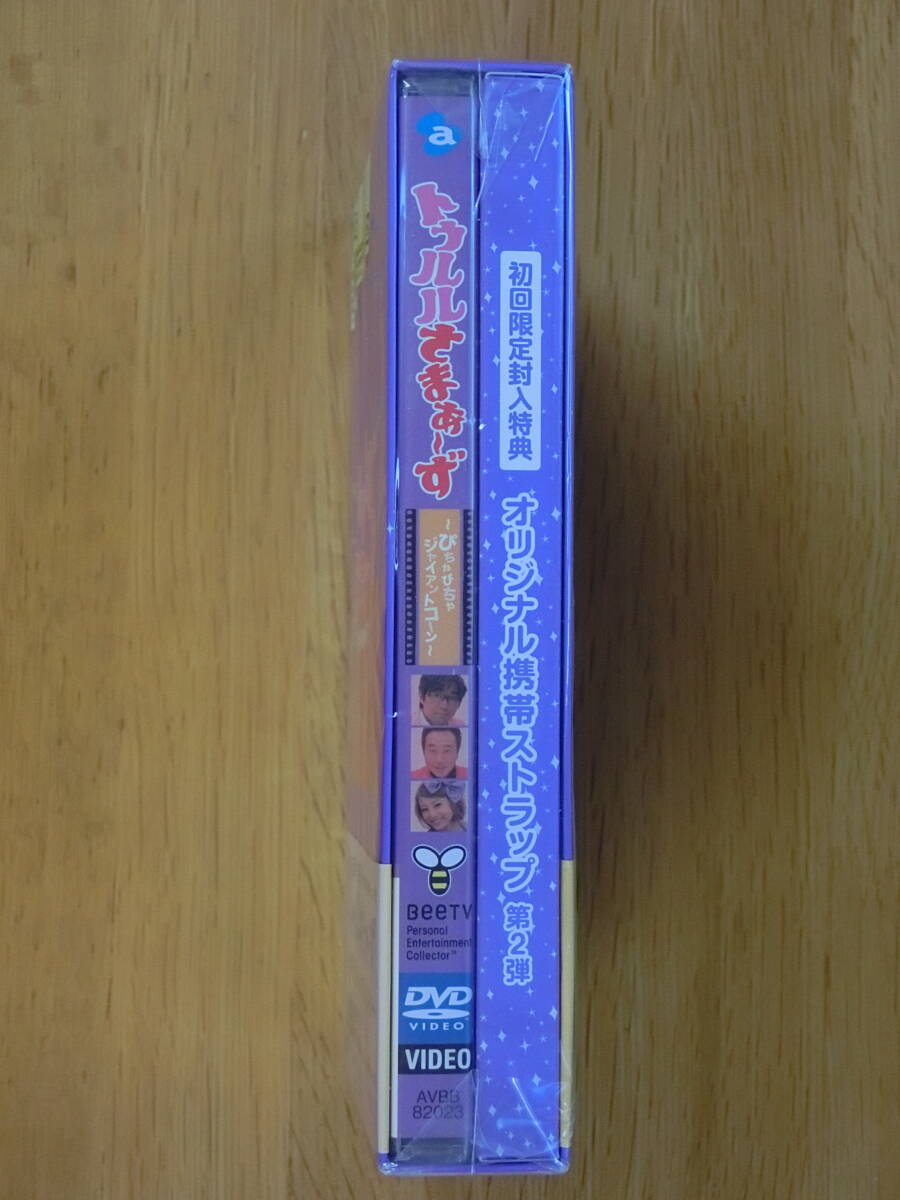 a
トゥルルさまぁ〜ず
〜ぴちゃぴちゃ
ジャイアントコーン〜
BeeTV
Personal
Entertainment
Collector™
DVD
VIDEO
VIDEO
AVBB
82023
初回限定封入特典
オリジナル携帯ストラップ 第2弾